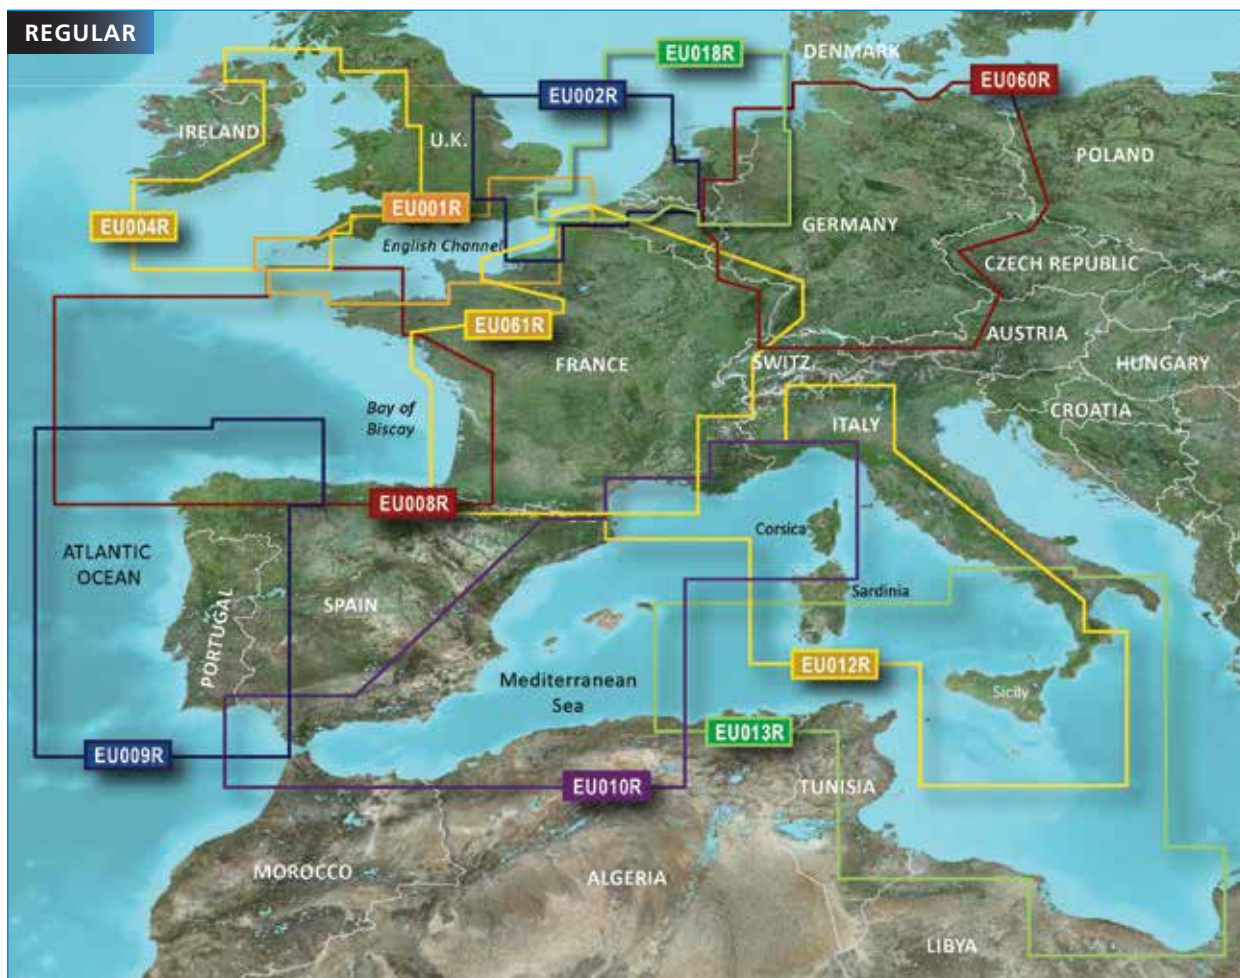 REGULAR
EU018R
DENMARK
EU060R
EU002R
IRELAND
U.K.
POLAND
EU001R
EU004R
GERMANY
English Channel
CZECH REPUBLIC
EU061R
AUSTRIA
FRANCE
SWITZ.
HUNGARY
Bay of
Biscay
CROATIA
ITALY
EU008R
Corsica
ATLANTIC
OCEAN
SPAIN
Sardinia
PORTUGAL
EU012R
Mediterranean
Sea
Sicily
EU013R
EU009R
EU010R
TUNISIA
MOROCCO
ALGERIA
LIBYA